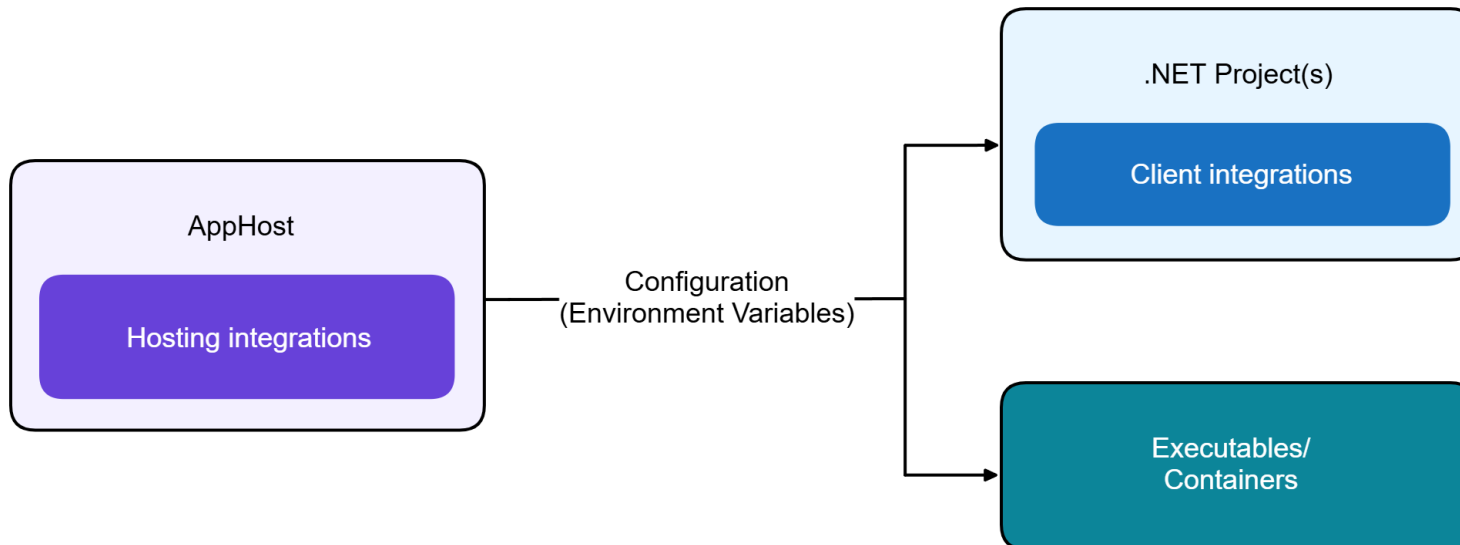 AppHost
Hosting integrations
Configuration
(Environment Variables)
.NET Project(s)
Client integrations
Executables/
Containers